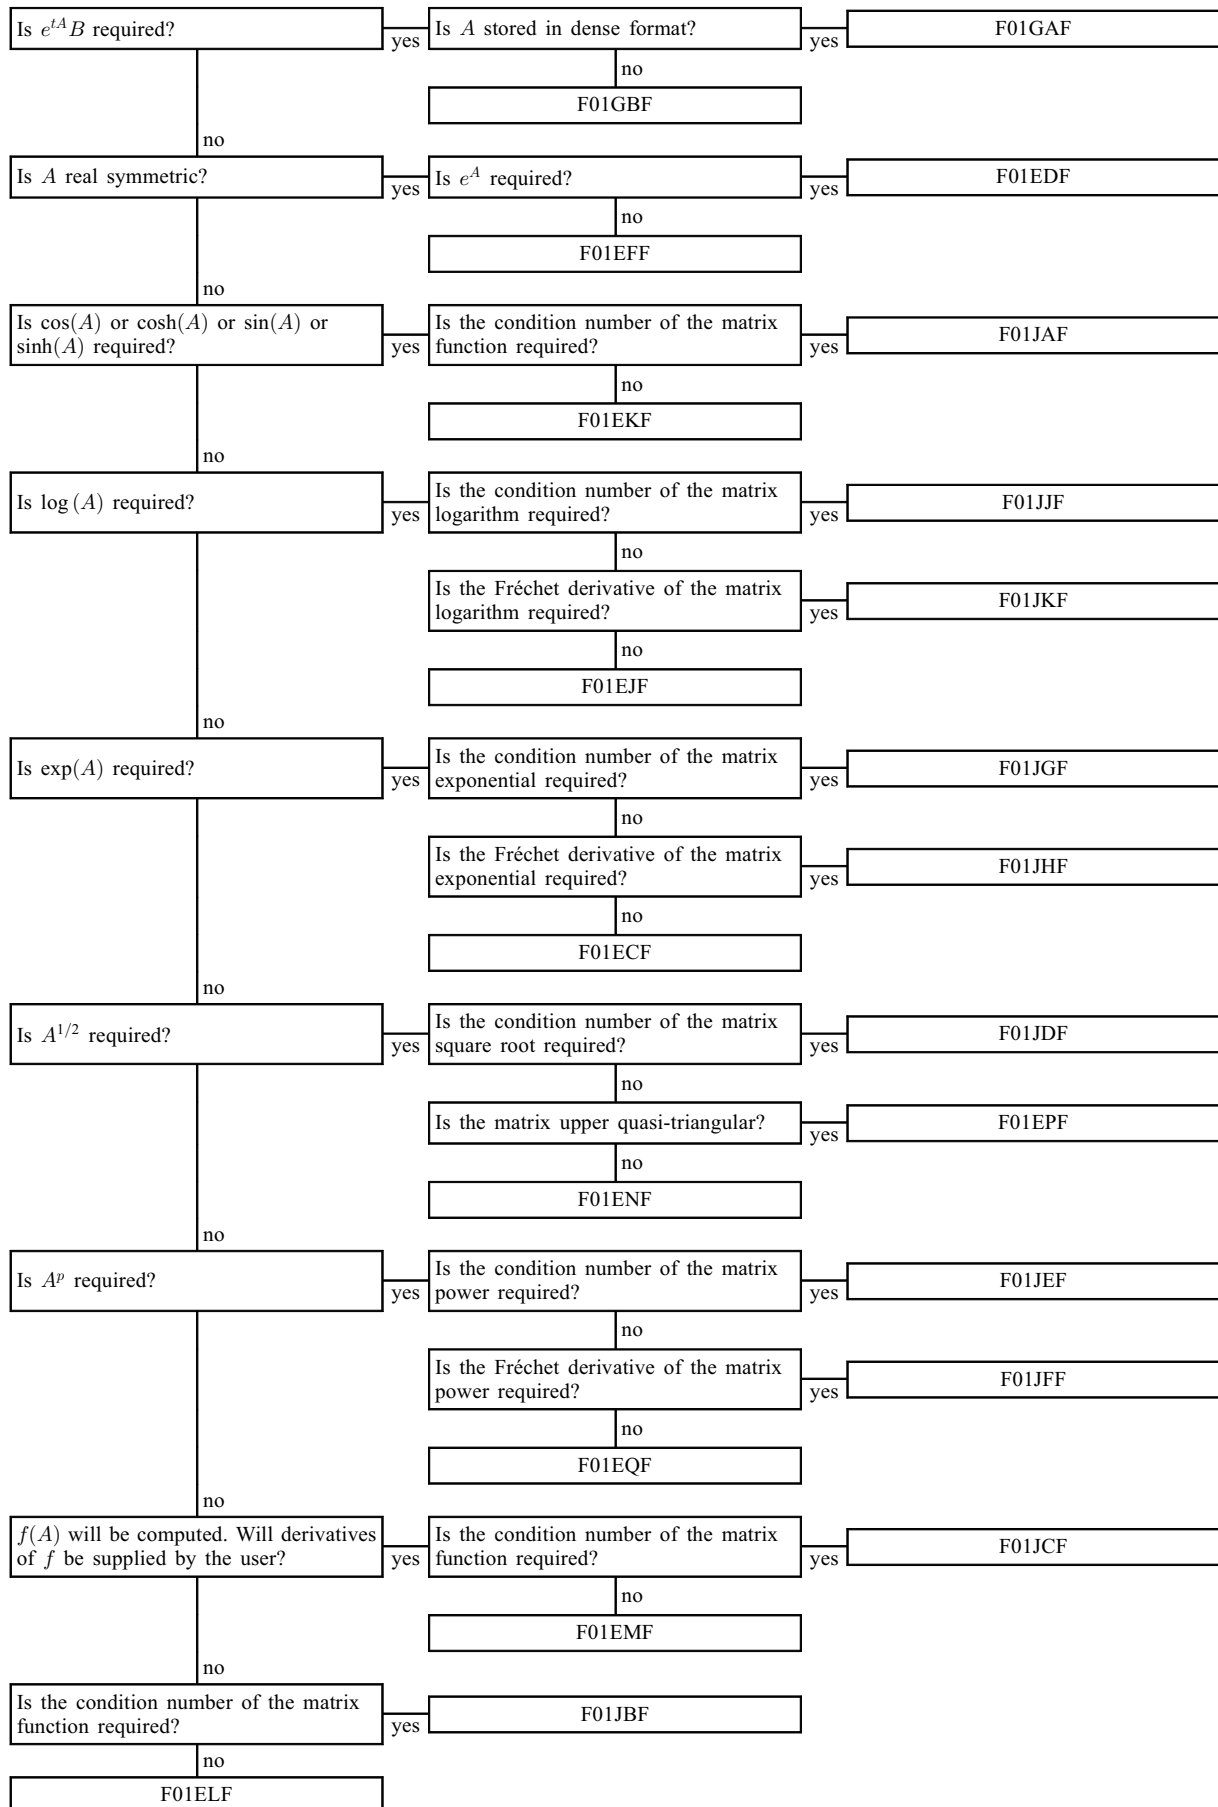 Is e^{tA}B required?
yes
Is A stored in dense format?
yes
F01GAF
no
F01GBF
no
Is A real symmetric?
yes
Is e^A required?
yes
F01EDF
no
F01EFF
no
Is cos(A) or cosh(A) or sin(A) or
sinh(A) required?
yes
Is the condition number of the matrix
function required?
yes
F01JAF
no
F01EKF
no
Is log (A) required?
yes
Is the condition number of the matrix
logarithm required?
yes
F01JJF
no
Is the Fréchet derivative of the matrix
logarithm required?
yes
F01JKF
no
F01EJF
no
Is exp(A) required?
yes
Is the condition number of the matrix
exponential required?
yes
F01JGF
no
Is the Fréchet derivative of the matrix
exponential required?
yes
F01JHF
no
F01ECF
no
Is A^{1/2} required?
yes
Is the condition number of the matrix
square root required?
yes
F01JDF
no
Is the matrix upper quasi-triangular?
yes
F01EPF
no
F01ENF
no
Is A^p required?
yes
Is the condition number of the matrix
power required?
yes
F01JEF
no
Is the Fréchet derivative of the matrix
power required?
yes
F01JFF
no
F01EQF
no
f(A) will be computed. Will derivatives
of f be supplied by the user?
yes
Is the condition number of the matrix
function required?
yes
F01JCF
no
F01EMF
no
Is the condition number of the matrix
function required?
yes
F01JBF
no
F01ELF